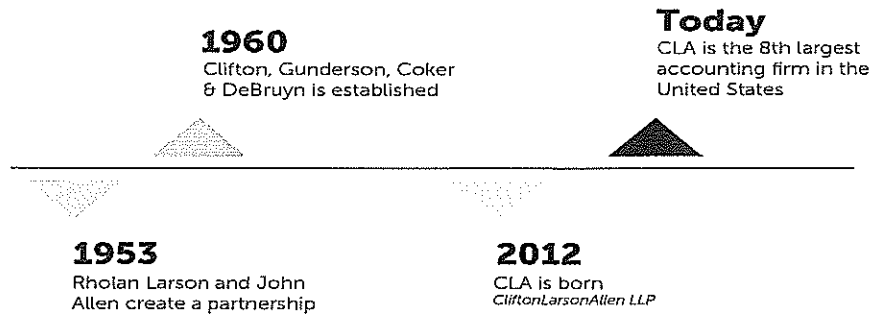 Today
CLA is the 8th largest
accounting firm in the
United States
1960
Clifton, Gunderson, Coker
& DeBruyn is established
1953
Rholan Larson and John
Allen create a partnership
2012
CLA is born
CliftonLarsonAllen LLP